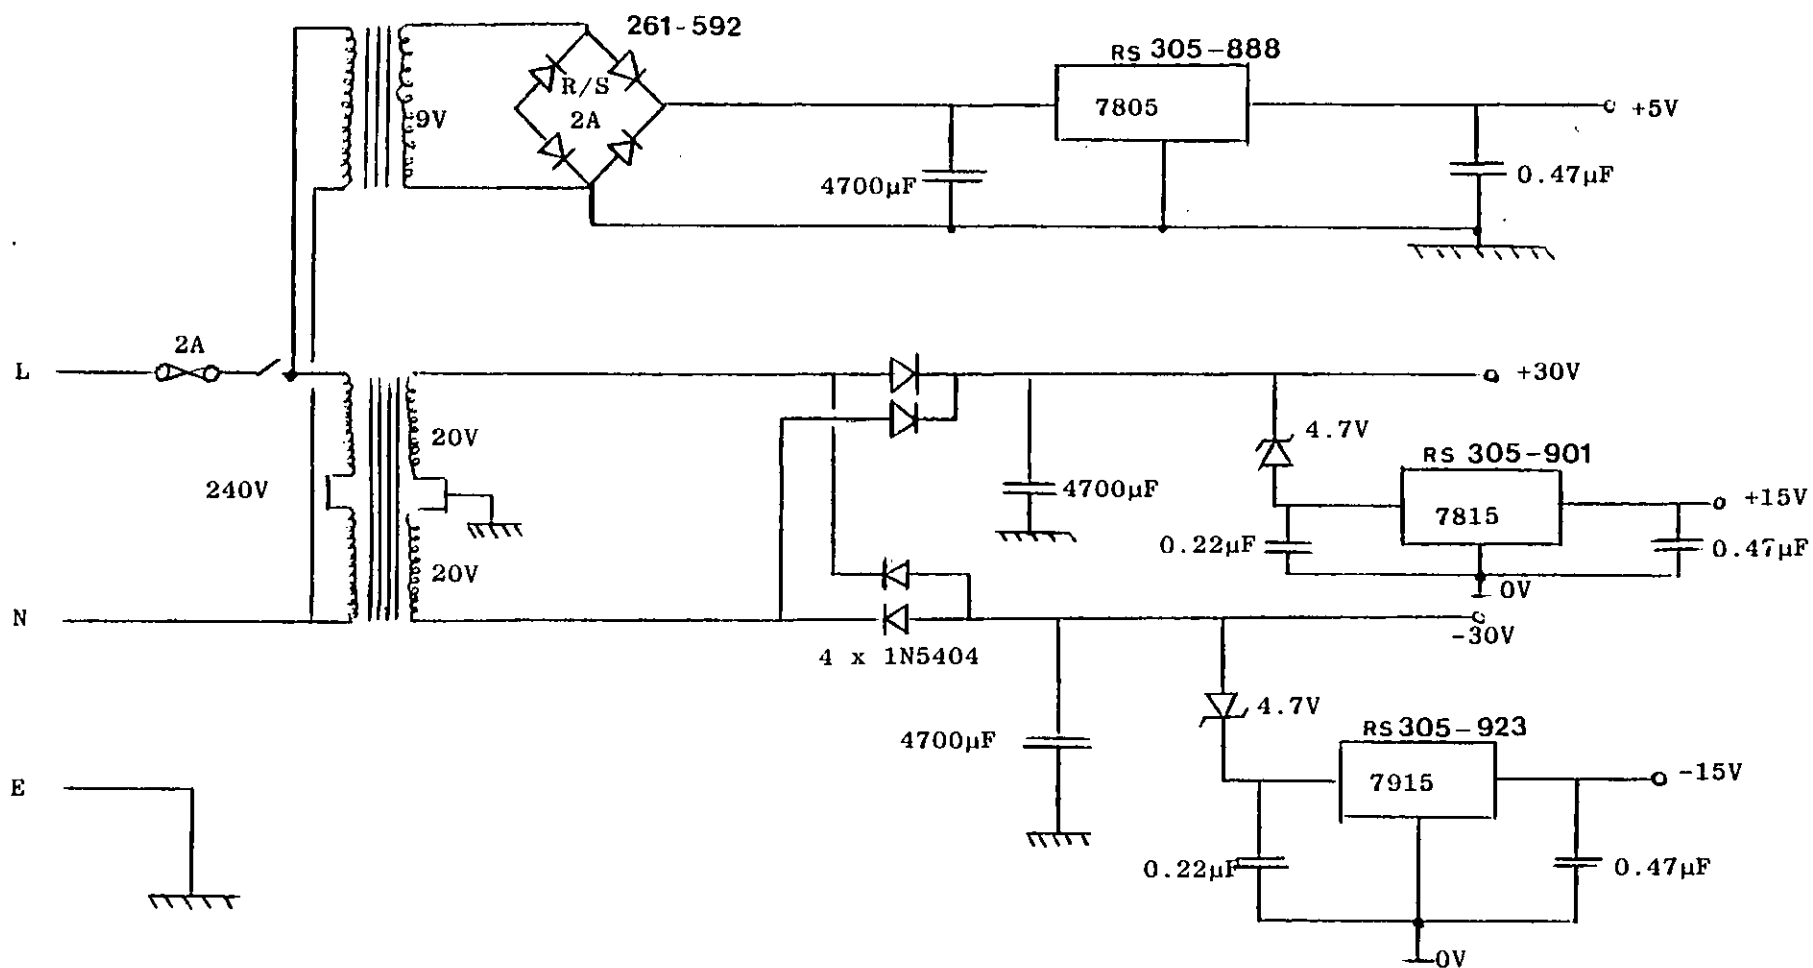 261-592
RS 305-888
R/S
2A
9V
7805
+5V
4700µF
0.47µF
2A
L
+30V
20V
4.7V
RS 305-901
240V
4700µF
7815
+15V
0.22µF
0.47µF
20V
0V
N
-30V
4 x 1N5404
4.7V
RS 305-923
4700µF
E
7915
-15V
0.22µF
0.47µF
0V